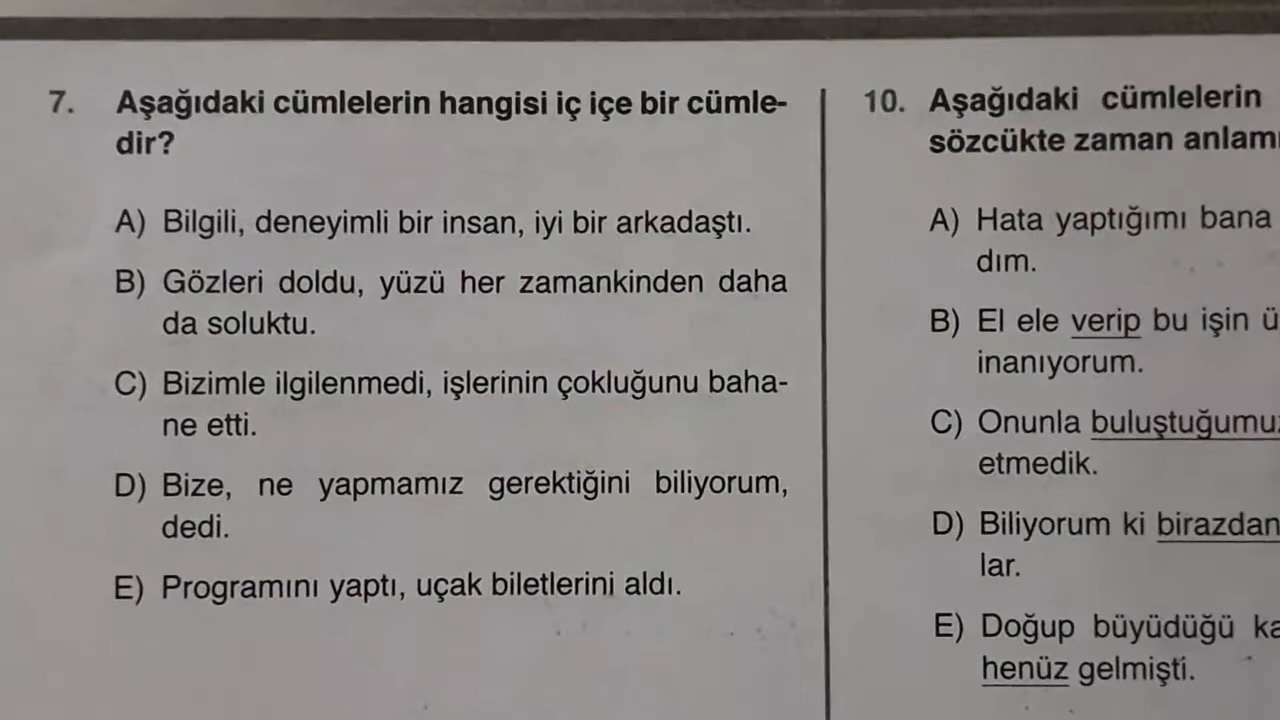 7. Aşağıdaki cümlelerin hangisi iç içe bir cümle-
dir?
A) Bilgili, deneyimli bir insan, iyi bir arkadaştı.
B) Gözleri doldu, yüzü her zamankinden daha
da soluktu.
C) Bizimle ilgilenmedi, işlerinin çokluğunu baha-
ne etti.
D) Bize, ne yapmamız gerektiğini biliyorum,
dedi.
E) Programını yaptı, uçak biletlerini aldı.
10. Aşağıdaki cümlelerin
sözcükte zaman
A) Hata yaptığımı bana
dım.
B) El ele verip bu işin
inanıyorum.
C) Onunla
etmedik.
D) Biliyorum ki birazdan
lar.
E) Doğup büyüdüğü
henüz gelmişti.